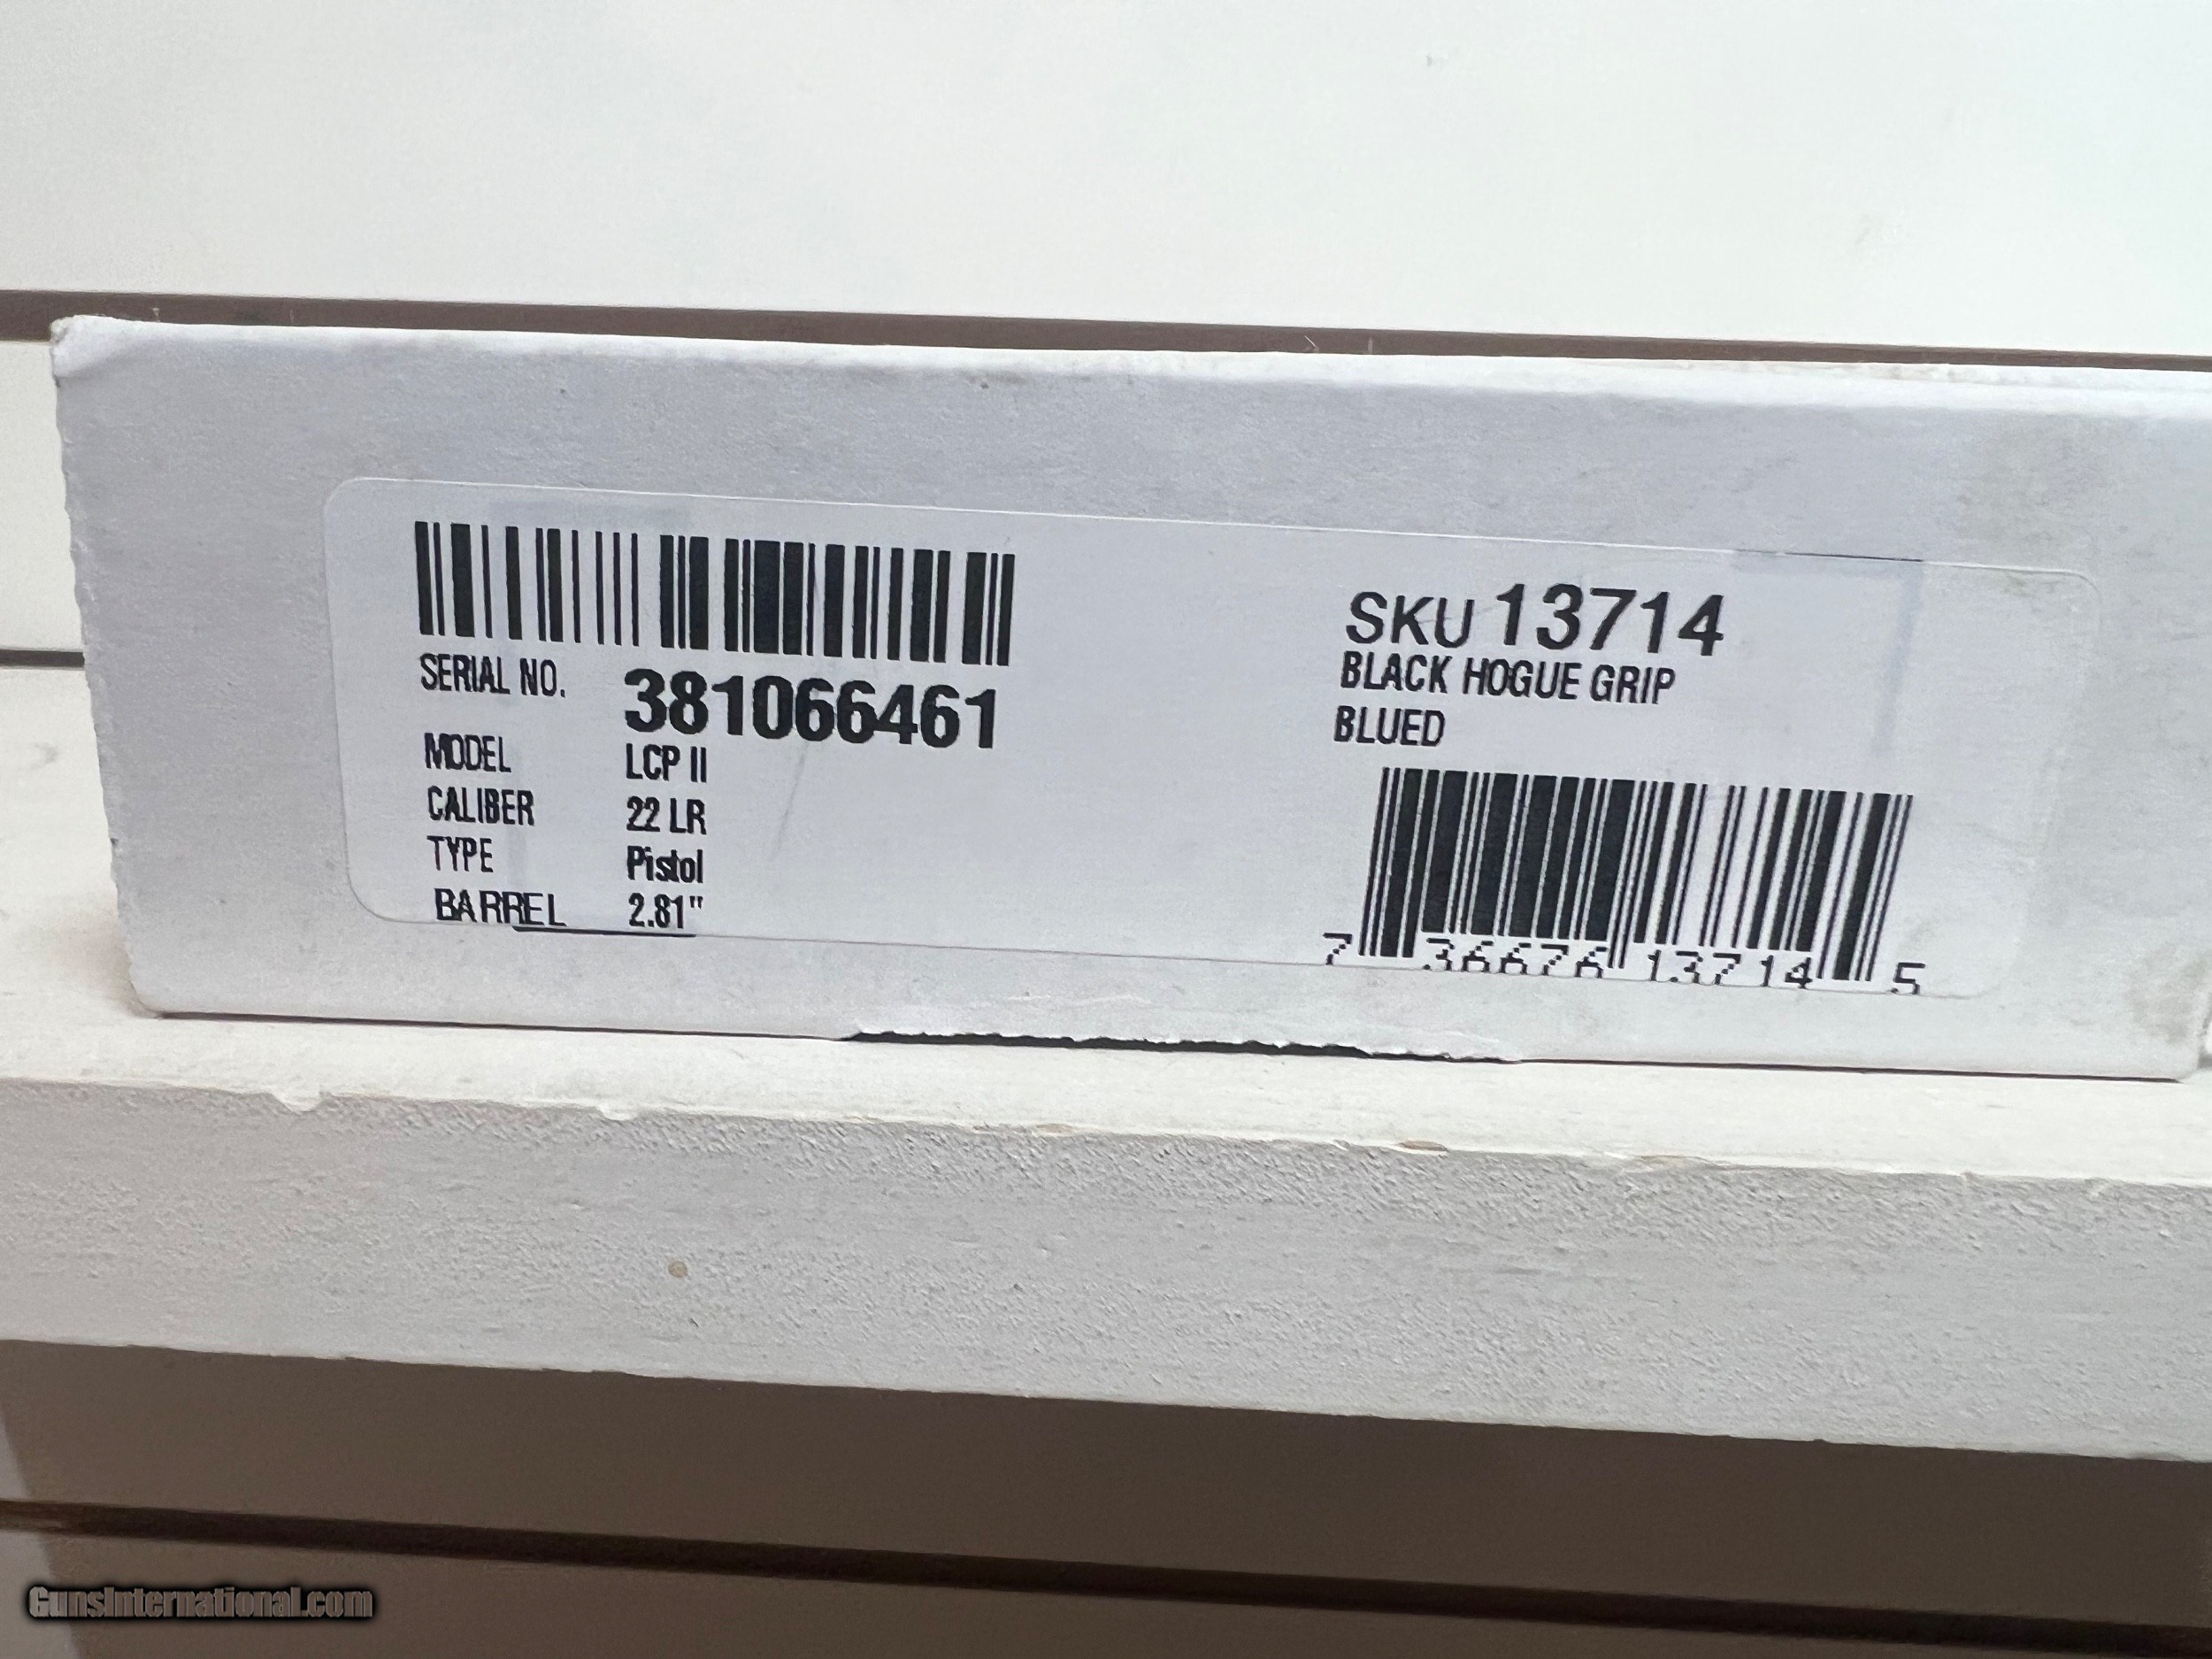 SERIAL NO. 381066461
MODEL LCP II
CALIBER 22 LR
TYPE Pistol
BARREL 2.81"
SKU 13714
BLACK HOGUE GRIP
BLUED
7 36676 13714 5
GunsInternational.com